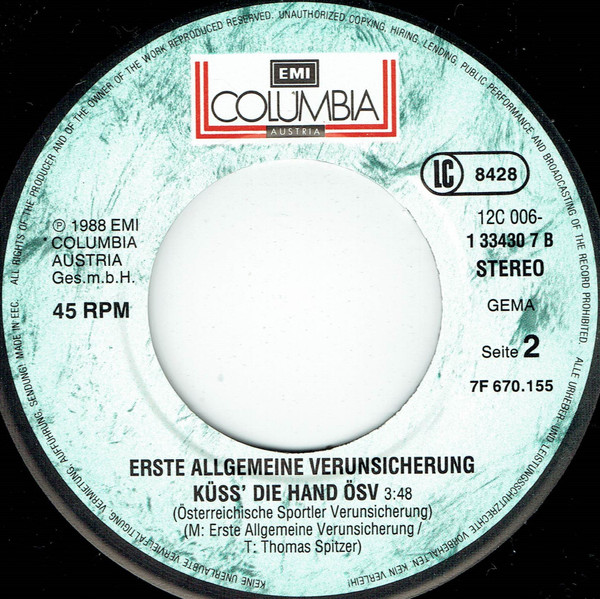 ALL RIGHTS OF THE PRODUCER AND OF THE OWNER OF THE WORK REPRODUCED RESERVED. UNAUTHORIZED COPYING, HIRING, LENDING, PUBLIC PERFORMANCE AND BROADCASTING OF THE RECORD PROHIBITED.
ALLE URHEBER- UND LEISTUNGSSCHUTZRECHTE VORBEHALTEN. KEIN VERLEIH! KEINE UNERLAUBTE VERVIELFÄLTIGUNG, VERMIETUNG, AUFFÜHRUNG, SENDUNG! MADE IN EEC.
EMI
COLUMBIA
AUSTRIA
LC 8428
℗ 1988 EMI
COLUMBIA
AUSTRIA
Ges.m.b.H.
45 RPM
12C 006-
1 33430 7 B
STEREO
GEMA
Seite 2
7F 670.155
ERSTE ALLGEMEINE VERUNSICHERUNG
KÜSS' DIE HAND ÖSV 3:48
(Österreichische Sportler Verunsicherung)
(M: Erste Allgemeine Verunsicherung /
T: Thomas Spitzer)